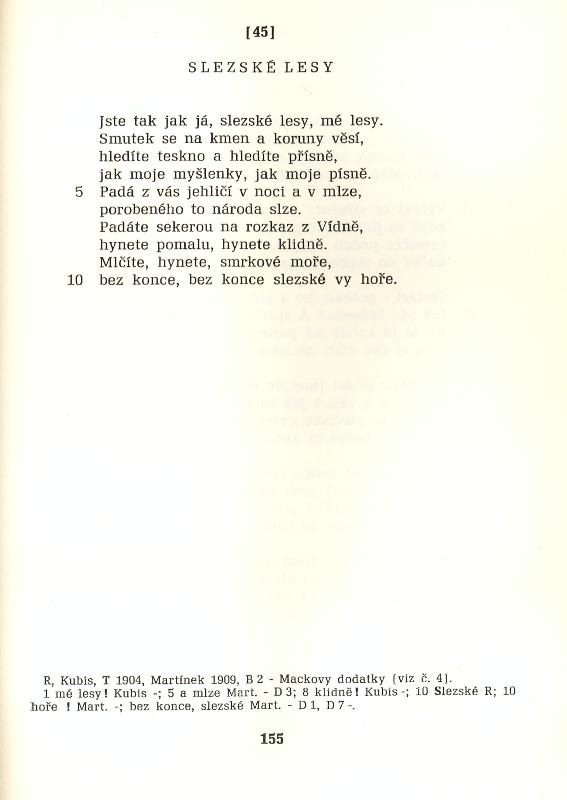 [45]
SLEZSKÉ LESY
Jste tak jak já, slezské lesy, mé lesy.
Smutek se na kmen a koruny věsí,
hledíte teskno a hledíte přísně,
jak moje myšlenky, jak moje písně.
5 Padá z vás jehličí v noci a v mlze,
porobeného to národa slze.
Padáte sekerou na rozkaz z Vídně,
hynete pomalu, hynete klidně.
Mlčíte, hynete, smrkové moře,
10 bez konce, bez konce slezské vy hoře.
R, Kubis, T 1904, Martínek 1909, B 2 - Mackovy dodatky (viz č. 4).
1 mé lesy! Kubis -; 5 a mlze Mart. - D 3; 8 klidně! Kubis -; 10 Slezské R; 10
hoře ! Mart. -; bez konce, slezské Mart. - D 1, D 7 -.
155